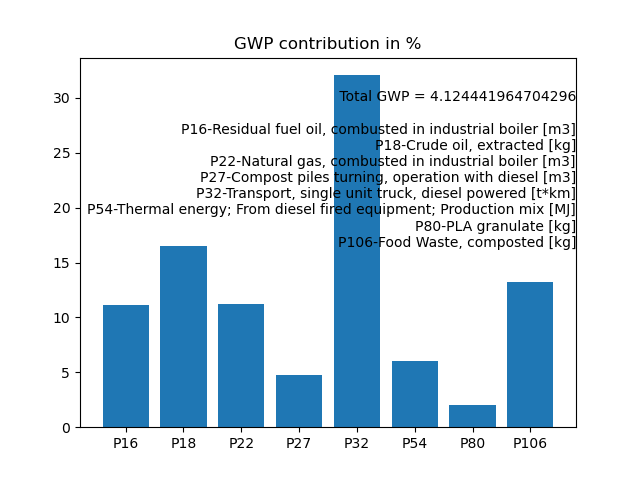 GWP contribution in %
30
25
20
15
10
5
0
Total GWP = 4.124441964704296
P16-Residual fuel oil, combusted in industrial boiler [m3]
P18-Crude oil, extracted [kg]
P22-Natural gas, combusted in industrial boiler [m3]
P27-Compost piles turning, operation with diesel [m3]
P32-Transport, single unit truck, diesel powered [t*km]
P54-Thermal energy; From diesel fired equipment; Production mix [MJ]
P80-PLA granulate [kg]
P106-Food Waste, composted [kg]
P16 P18 P22 P27 P32 P54 P80 P106